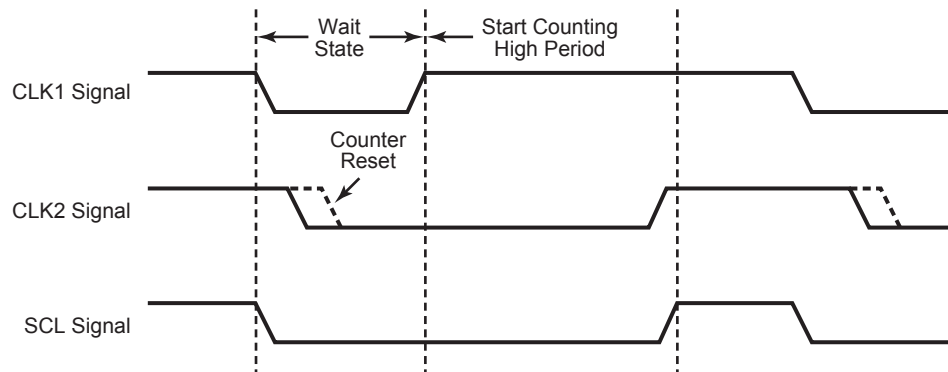 Wait
State
Start Counting
High Period
CLK1 Signal
Counter
Reset
CLK2 Signal
SCL Signal